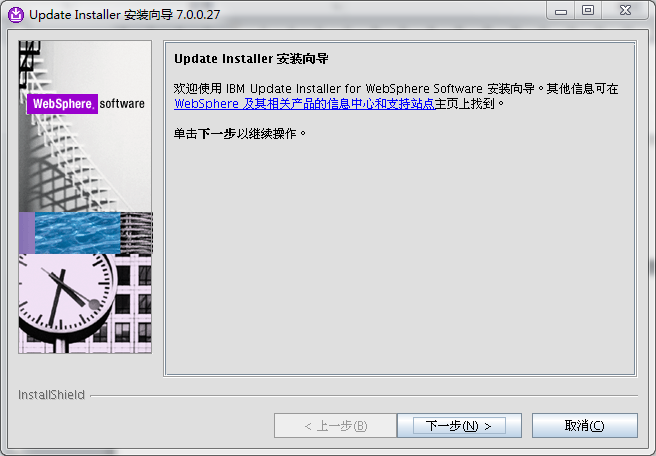 Update Installer 安装向导 7.0.0.27
WebSphere. software
Update Installer 安装向导
欢迎使用 IBM Update Installer for WebSphere Software 安装向导。其他信息可在
WebSphere 及其相关产品的信息中心和支持站点主页上找到。
单击下一步以继续操作。
InstallShield
< 上一步(B)
下一步(N) >
取消(C)